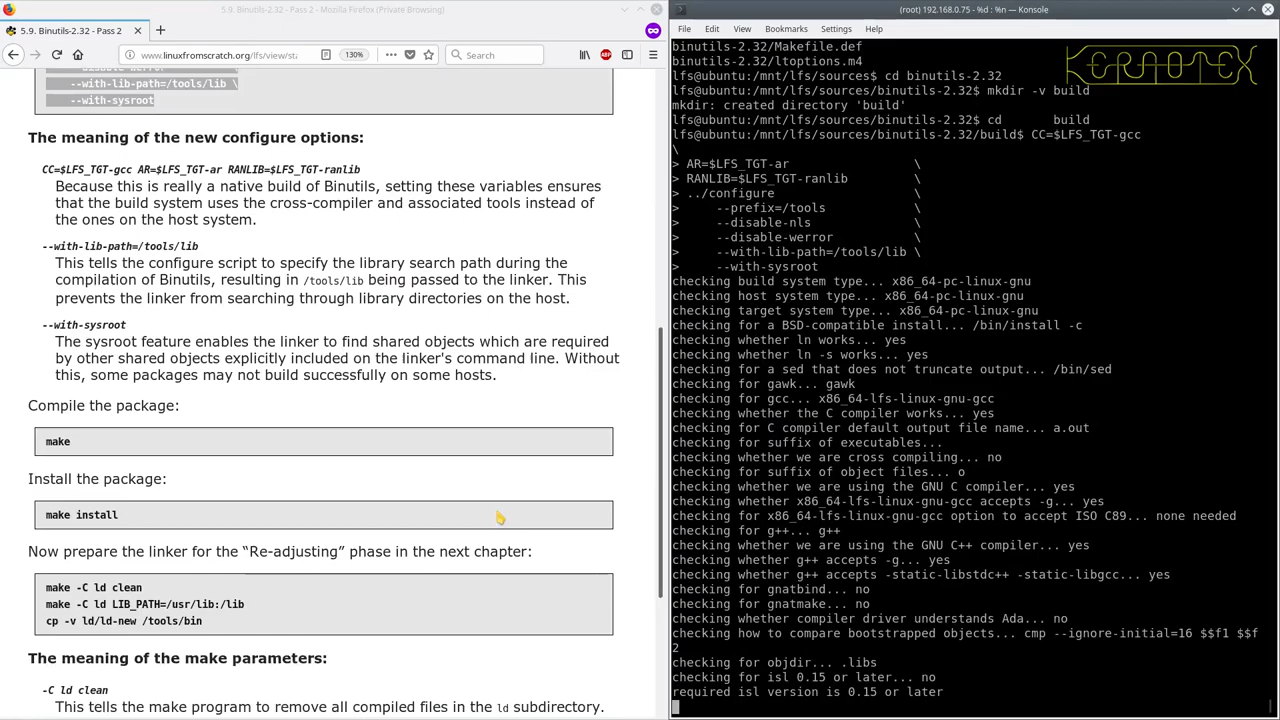 5.9. Binutils-2.32 - Pass 2 - Mozilla Firefox (Private Browsing)
5.9. Binutils-2.32 - Pass 2
www.linuxfromscratch.org/lfs/view/sta
130%
Search
ABP
--with-lib-path=/tools/lib \
--with-sysroot
The meaning of the new configure options:
CC=$LFS_TGT-gcc AR=$LFS_TGT-ar RANLIB=$LFS_TGT-ranlib
Because this is really a native build of Binutils, setting these variables ensures
that the build system uses the cross-compiler and associated tools instead of
the ones on the host system.
--with-lib-path=/tools/lib
This tells the configure script to specify the library search path during the
compilation of Binutils, resulting in /tools/lib being passed to the linker. This
prevents the linker from searching through library directories on the host.
--with-sysroot
The sysroot feature enables the linker to find shared objects which are required
by other shared objects explicitly included on the linker's command line. Without
this, some packages may not build successfully on some hosts.
Compile the package:
make
Install the package:
make install
Now prepare the linker for the “Re-adjusting” phase in the next chapter:
make -C ld clean
make -C ld LIB_PATH=/usr/lib:/lib
cp -v ld/ld-new /tools/bin
The meaning of the make parameters:
-C ld clean
This tells the make program to remove all compiled files in the ld subdirectory.
(root) 192.168.0.75 - %d : %n — Konsole
File Edit View Bookmarks Settings Help
KERNOTEX
binutils-2.32/Makefile.def
binutils-2.32/ltoptions.m4
lfs@ubuntu:/mnt/lfs/sources$ cd binutils-2.32
lfs@ubuntu:/mnt/lfs/sources/binutils-2.32$ mkdir -v build
mkdir: created directory 'build'
lfs@ubuntu:/mnt/lfs/sources/binutils-2.32$ cd       build
lfs@ubuntu:/mnt/lfs/sources/binutils-2.32/build$ CC=$LFS_TGT-gcc
\
> AR=$LFS_TGT-ar                 \
> RANLIB=$LFS_TGT-ranlib         \
> ../configure                   \
>     --prefix=/tools            \
>     --disable-nls              \
>     --disable-werror           \
>     --with-lib-path=/tools/lib \
>     --with-sysroot
checking build system type... x86_64-pc-linux-gnu
checking host system type... x86_64-pc-linux-gnu
checking target system type... x86_64-pc-linux-gnu
checking for a BSD-compatible install... /bin/install -c
checking whether ln works... yes
checking whether ln -s works... yes
checking for a sed that does not truncate output... /bin/sed
checking for gawk... gawk
checking for gcc... x86_64-lfs-linux-gnu-gcc
checking whether the C compiler works... yes
checking for C compiler default output file name... a.out
checking for suffix of executables...
checking whether we are cross compiling... no
checking for suffix of object files... o
checking whether we are using the GNU C compiler... yes
checking whether x86_64-lfs-linux-gnu-gcc accepts -g... yes
checking for x86_64-lfs-linux-gnu-gcc option to accept ISO C89... none needed
checking for g++... g++
checking whether we are using the GNU C++ compiler... yes
checking whether g++ accepts -g... yes
checking whether g++ accepts -static-libstdc++ -static-libgcc... yes
checking for gnatbind... no
checking for gnatmake... no
checking whether compiler driver understands Ada... no
checking how to compare bootstrapped objects... cmp --ignore-initial=16 $$f1 $$f
2
checking for objdir... .libs
checking for isl 0.15 or later... no
required isl version is 0.15 or later